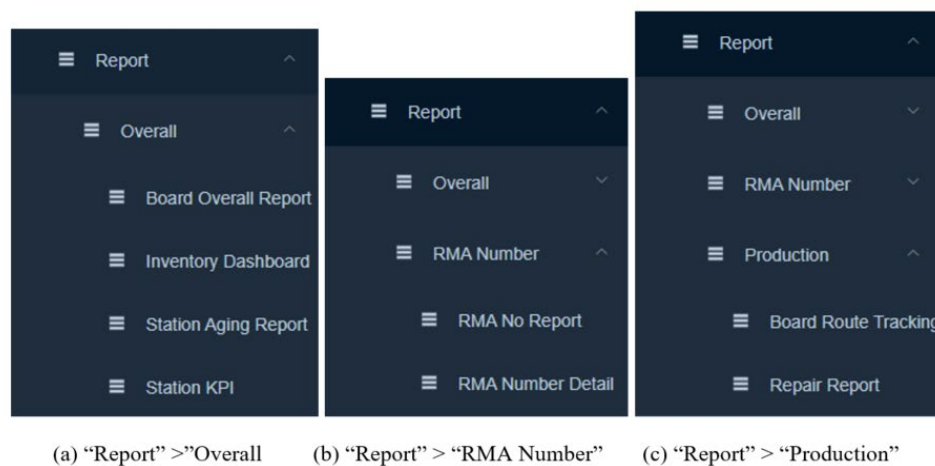 Report
Overall
Board Overall Report
Inventory Dashboard
Station Aging Report
Station KPI
Report
Overall
RMA Number
RMA No Report
RMA Number Detail
Report
Overall
RMA Number
Production
Board Route Tracking
Repair Report
(a) “Report” >”Overall
(b) “Report” > “RMA Number”
(c) “Report” > “Production”